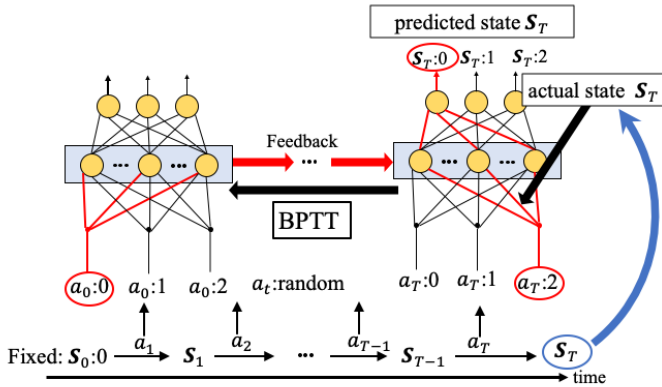 predicted state S_T
S_T:0 S_T:1 S_T:2
actual state S_T
Feedback
... ... ... ... ...
BPTT
a_0:0 a_0:1 a_0:2 a_t:random a_T:0 a_T:1 a_T:2
a_1 a_2 a_{T−1} a_T
Fixed: S_0:0 S_1 ... S_{T−1} S_T
time